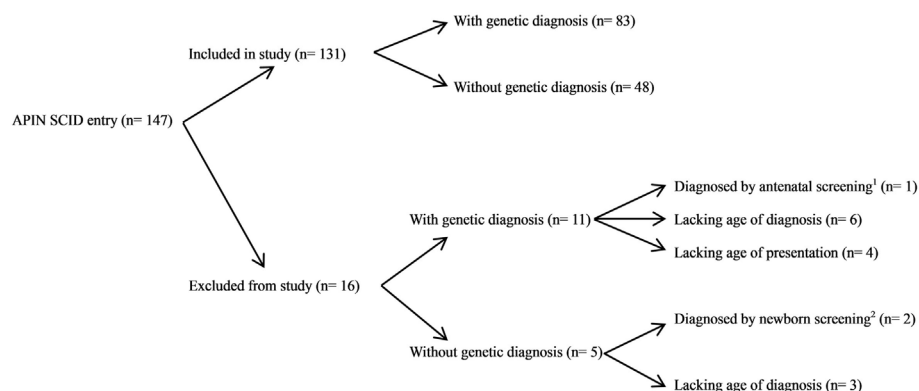 With genetic diagnosis (n= 83)
Included in study (n= 131)
Without genetic diagnosis (n= 48)
APIN SCID entry (n= 147)
Diagnosed by antenatal screening¹ (n= 1)
With genetic diagnosis (n= 11)
Lacking age of diagnosis (n= 6)
Lacking age of presentation (n= 4)
Excluded from study (n= 16)
Diagnosed by newborn screening² (n= 2)
Without genetic diagnosis (n= 5)
Lacking age of diagnosis (n= 3)